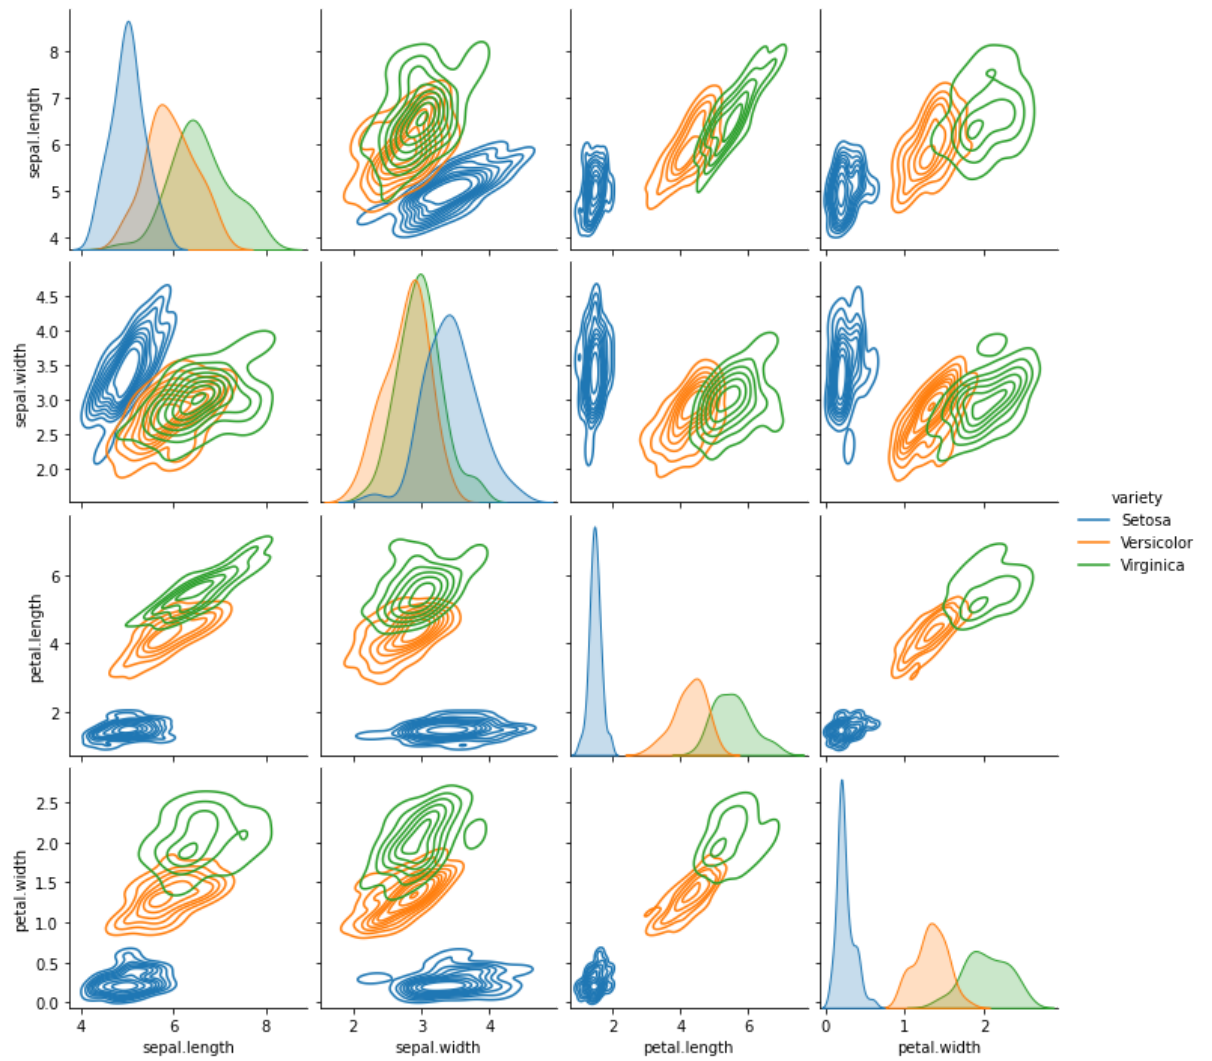 sepal.length
8
7
6
5
4
sepal.width
4.5
4.0
3.5
3.0
2.5
2.0
variety
Setosa
Versicolor
Virginica
petal.length
6
4
2
petal.width
2.5
2.0
1.5
1.0
0.5
0.0
4 6 8 2 3 4 2 4 6 0 1 2
sepal.length sepal.width petal.length petal.width